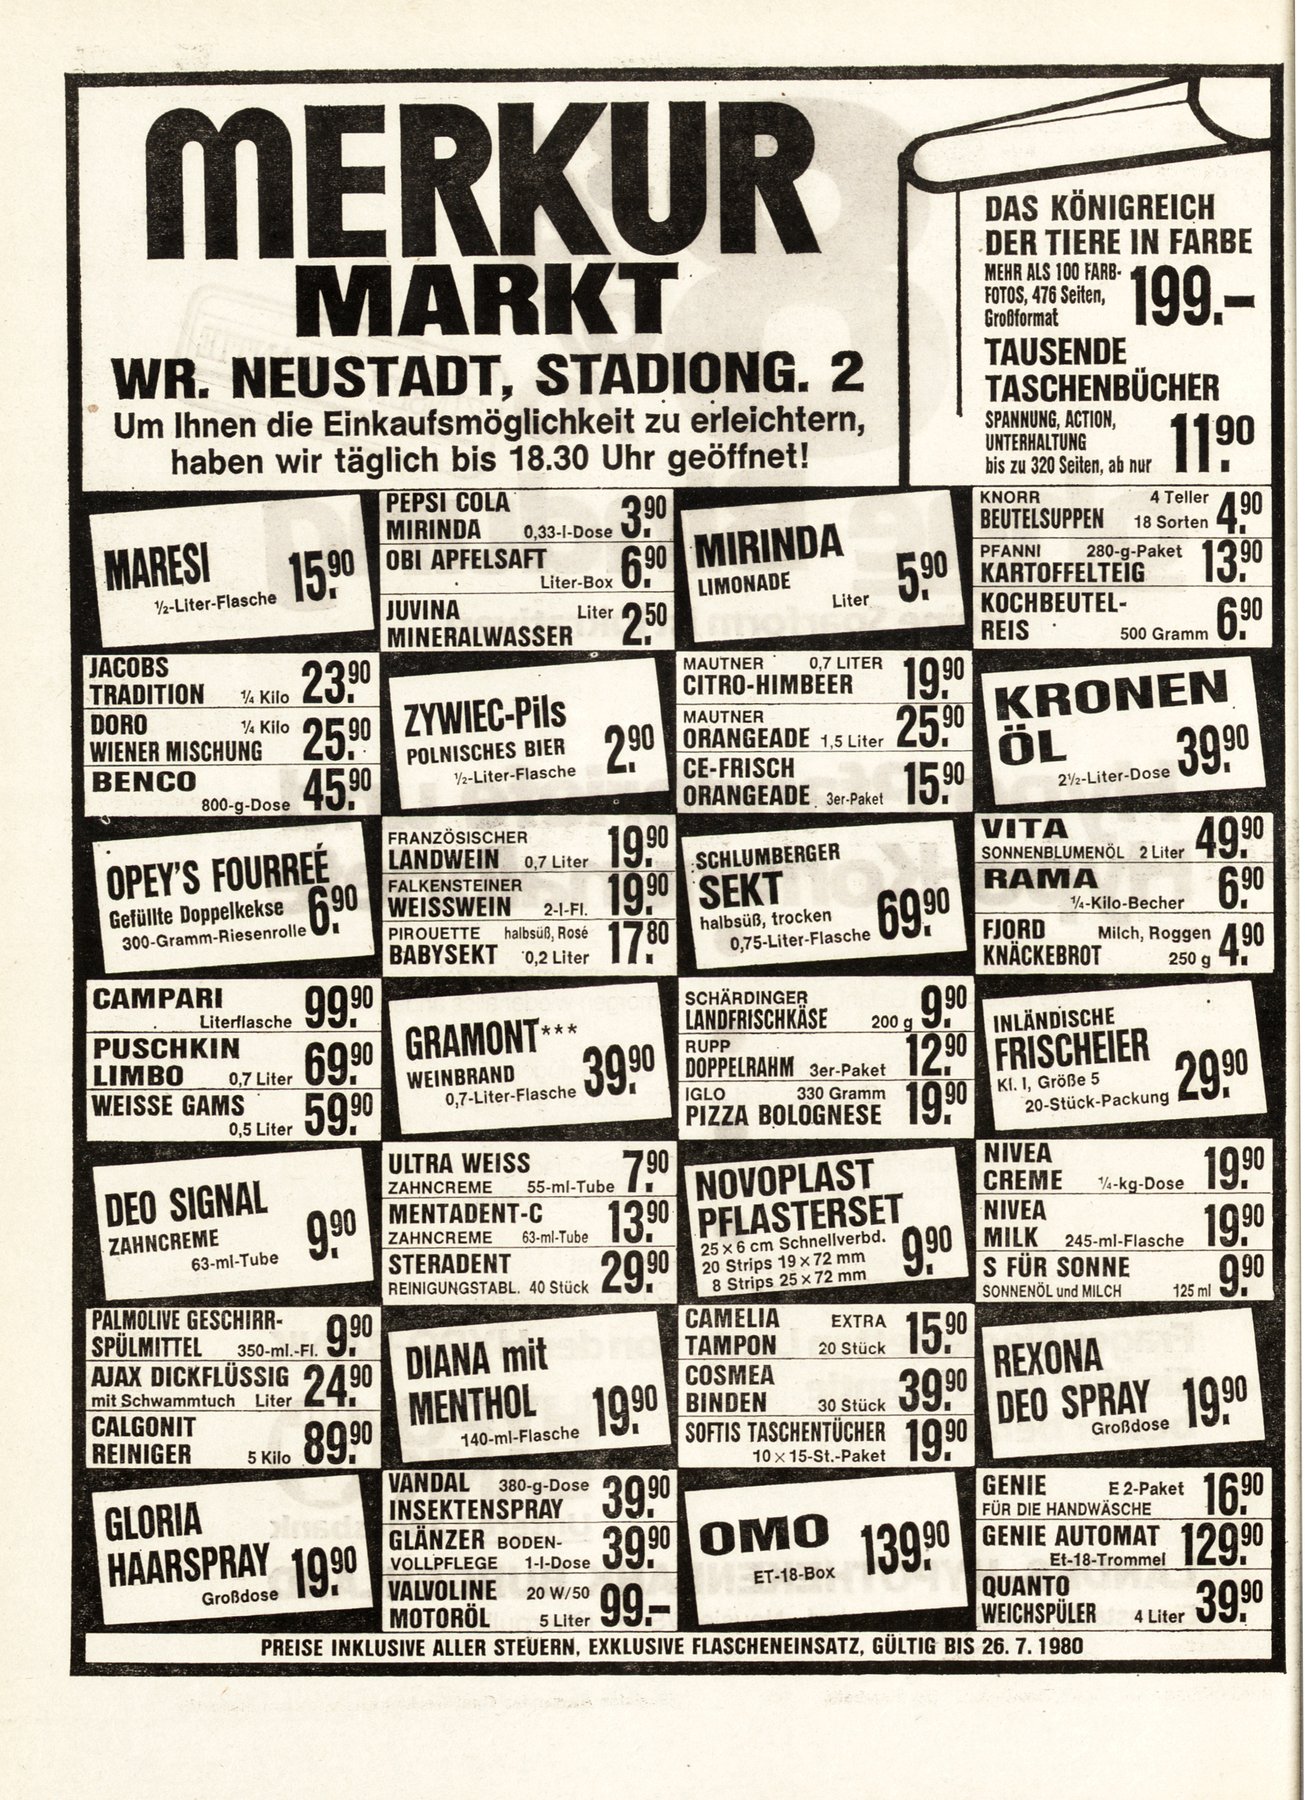 MERKUR
MARKT
WR. NEUSTADT, STADIONG. 2
Um Ihnen die Einkaufsmöglichkeit zu erleichtern,
haben wir täglich bis 18.30 Uhr geöffnet!
DAS KÖNIGREICH
DER TIERE IN FARBE
MEHR ALS 100 FARB-
FOTOS, 476 Seiten,
Großformat
199.–
TAUSENDE
TASCHENBÜCHER
SPANNUNG, ACTION,
UNTERHALTUNG
bis zu 320 Seiten, ab nur
11.90
MARESI
½-Liter-Flasche 15.90
PEPSI COLA
MIRINDA 0,33-l-Dose 3.90
OBI APFELSAFT
Liter-Box 6.90
JUVINA Liter
MINERALWASSER 2.50
MIRINDA
LIMONADE
Liter 5.90
KNORR 4 Teller
BEUTELSUPPEN 18 Sorten 4.90
PFANNI 280-g-Paket
KARTOFFELTEIG 13.90
KOCHBEUTEL-
REIS 500 Gramm 6.90
JACOBS
TRADITION ¼ Kilo 23.90
DORO ¼ Kilo
WIENER MISCHUNG 25.90
BENCO
800-g-Dose 45.90
ZYWIEC-Pils
POLNISCHES BIER
½-Liter-Flasche 2.90
MAUTNER 0,7 LITER
CITRO-HIMBEER 19.90
MAUTNER
ORANGEADE 1,5 Liter 25.90
CE-FRISCH
ORANGEADE 3er-Paket 15.90
KRONEN
ÖL
2½-Liter-Dose 39.90
OPEY'S FOURREÉ
Gefüllte Doppelkekse
300-Gramm-Riesenrolle 6.90
FRANZÖSISCHER
LANDWEIN 0,7 Liter 19.90
FALKENSTEINER
WEISSWEIN 2-l-Fl. 19.90
PIROUETTE halbsüß, Rosé
BABYSEKT 0,2 Liter 17.80
SCHLUMBERGER
SEKT
halbsüß, trocken
0,75-Liter-Flasche 69.90
VITA
SONNENBLUMENÖL 2 Liter 49.90
RAMA
¼-Kilo-Becher 6.90
FJORD Milch, Roggen
KNÄCKEBROT 250 g 4.90
CAMPARI
Literflasche 99.90
PUSCHKIN
LIMBO 0,7 Liter 69.90
WEISSE GAMS
0,5 Liter 59.90
GRAMONT***
WEINBRAND
0,7-Liter-Flasche 39.90
SCHÄRDINGER
LANDFRISCHKÄSE 200 g 9.90
RUPP
DOPPELRAHM 3er-Paket 12.90
IGLO 330 Gramm
PIZZA BOLOGNESE 19.90
INLÄNDISCHE
FRISCHEIER
Kl. I, Größe 5
20-Stück-Packung 29.90
DEO SIGNAL
ZAHNCREME
63-ml-Tube 9.90
ULTRA WEISS
ZAHNCREME 55-ml-Tube 7.90
MENTADENT-C
ZAHNCREME 63-ml-Tube 13.90
STERADENT
REINIGUNGSTABL. 40 Stück 29.90
NOVOPLAST
PFLASTERSET
25 × 6 cm Schnellverbd.
20 Strips 19 × 72 mm
8 Strips 25 × 72 mm 9.90
NIVEA
CREME ¼-kg-Dose 19.90
NIVEA
MILK 245-ml-Flasche 19.90
S FÜR SONNE
SONNENÖL und MILCH 125 ml 9.90
PALMOLIVE GESCHIRR-
SPÜLMITTEL 350-ml.-Fl. 9.90
AJAX DICKFLÜSSIG
mit Schwammtuch Liter 24.90
CALGONIT
REINIGER 5 Kilo 89.90
DIANA mit
MENTHOL
140-ml-Flasche 19.90
CAMELIA EXTRA
TAMPON 20 Stück 15.90
COSMEA
BINDEN 30 Stück 39.90
SOFTIS TASCHENTÜCHER
10 × 15-St.-Paket 19.90
REXONA
DEO SPRAY
Großdose 19.90
GLORIA
HAARSPRAY
Großdose 19.90
VANDAL 380-g-Dose
INSEKTENSPRAY 39.90
GLÄNZER BODEN-
VOLLPFLEGE 1-l-Dose 39.90
VALVOLINE 20 W/50
MOTORÖL 5 Liter 99.–
OMO
ET-18-Box 139.90
GENIE E 2-Paket
FÜR DIE HANDWÄSCHE 16.90
GENIE AUTOMAT
Et-18-Trommel 129.90
QUANTO
WEICHSPÜLER 4 Liter 39.90
PREISE INKLUSIVE ALLER STEUERN, EXKLUSIVE FLASCHENEINSATZ, GÜLTIG BIS 26. 7. 1980